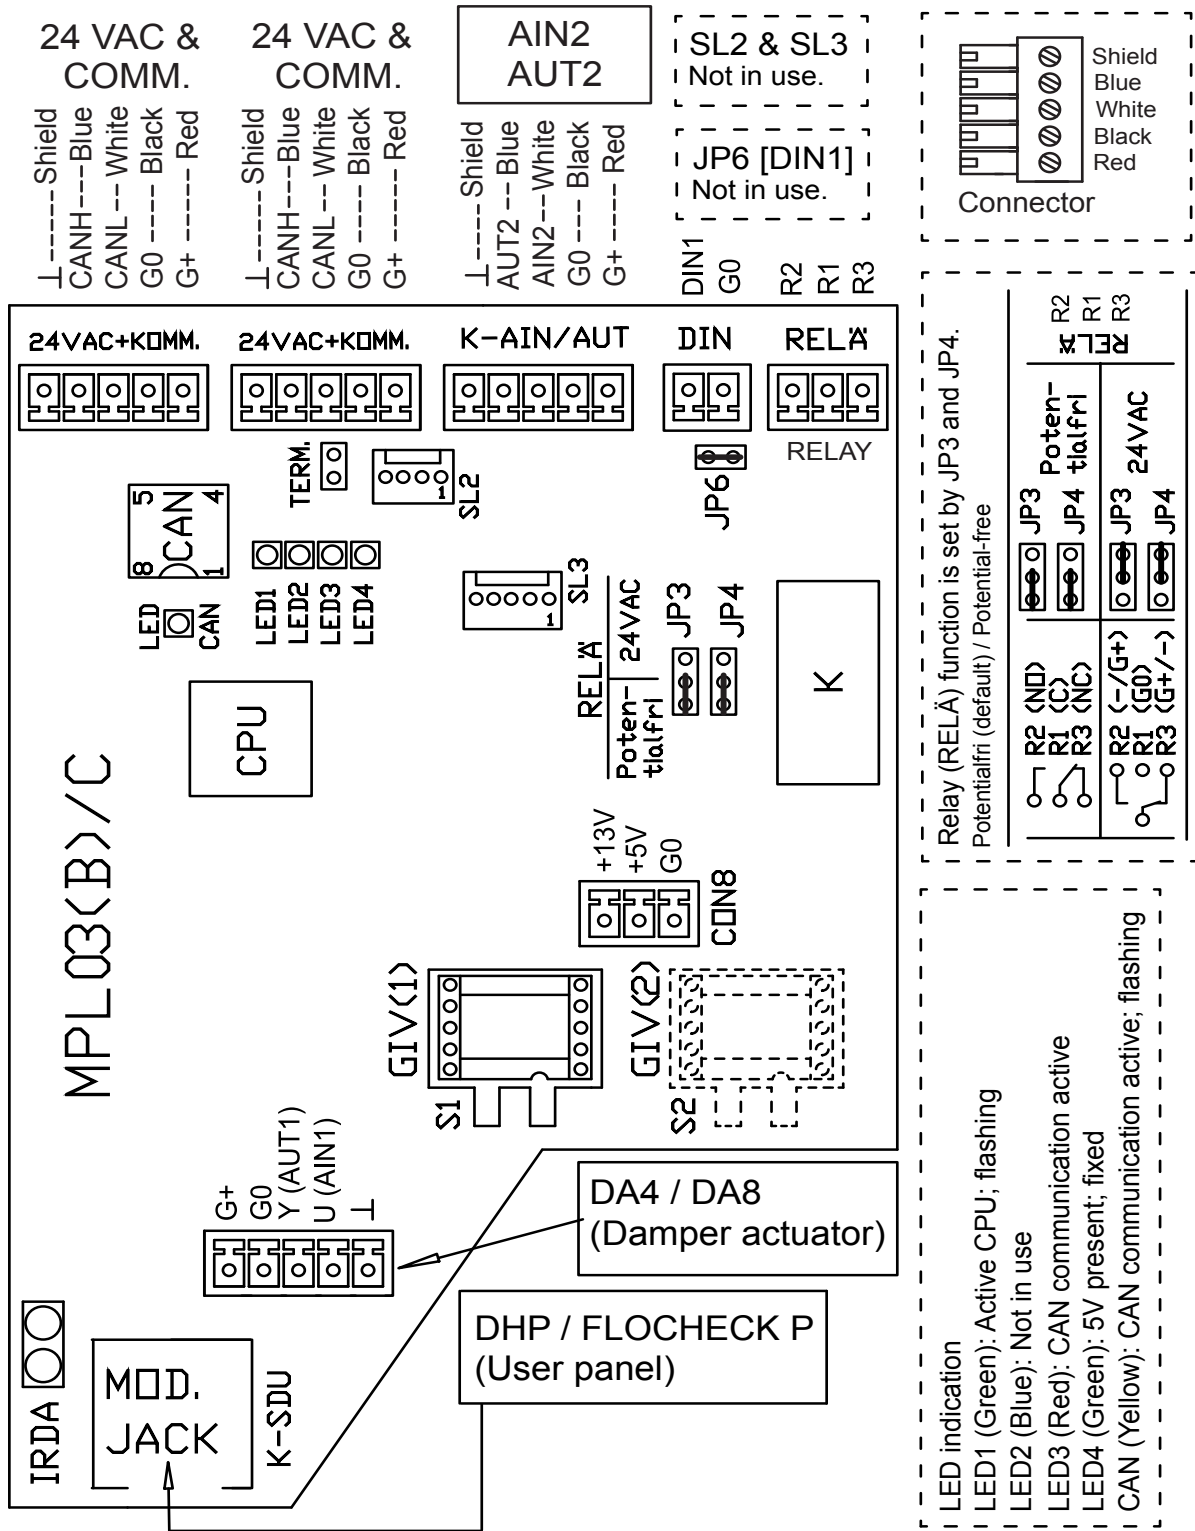 24 VAC &
COMM.
24 VAC &
COMM.
AIN2
AUT2
SL2 & SL3
Not in use.
JP6 [DIN1]
Not in use.
Shield
Blue
White
Black
Red
Connector
⊥-------Shield
CANH----Blue
CANL--White
G0 ----- Black
G+ ------Red
⊥-------Shield
CANH----Blue
CANL--White
G0 ----- Black
G+ ------Red
⊥------Shield
AUT2 --Blue
AIN2--White
G0---- Black
G+ -----Red
DIN1
G0
R2
R1
R3
24VAC+KOMM.
24VAC+KOMM.
K-AIN/AUT
DIN
RELÄ
RELAY
TERM.
1
SL2
JP6
5
4
CAN
8
1
LED
CAN
LED1
LED2
LED3
LED4
1
SL3
RELÄ
24VAC
Poten-
tialfri
JP3
JP4
K
CPU
MPL03(B)/C
+13V
+5V
G0
CON8
GIV(1)
S1
GIV(2)
S2
G+
G0
Y (AUT1)
U (AIN1)
⊥
DA4 / DA8
(Damper actuator)
DHP / FLOCHECK P
(User panel)
IRDA
MOD.
JACK
K-SDU
Relay (RELÄ) function is set by JP3 and JP4.
Potentialfri (default) / Potential-free
R2
R1
R3
RELÄ
Poten-
tialfri
JP3
JP4
R2 (NO)
R1 (C)
R3 (NC)
24VAC
JP3
JP4
R2 (-/G+)
R1 (G0)
R3 (G+/-)
LED indication
LED1 (Green): Active CPU; flashing
LED2 (Blue): Not in use
LED3 (Red): CAN communication active
LED4 (Green): 5V present; fixed
CAN (Yellow): CAN communication active; flashing